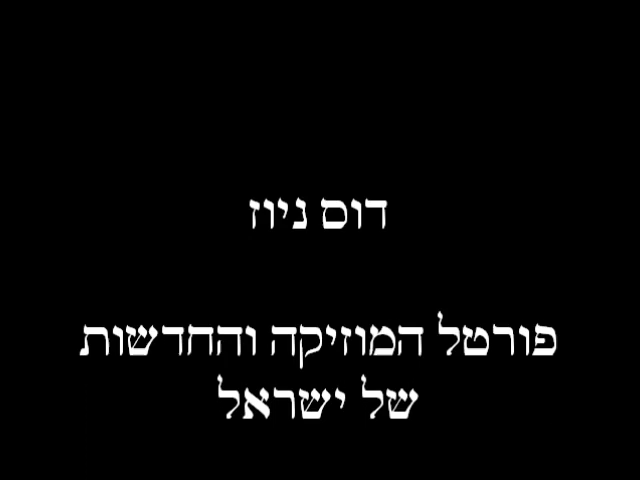 דוס ניוז
פורטל המוזיקה והחדשות
של ישראל